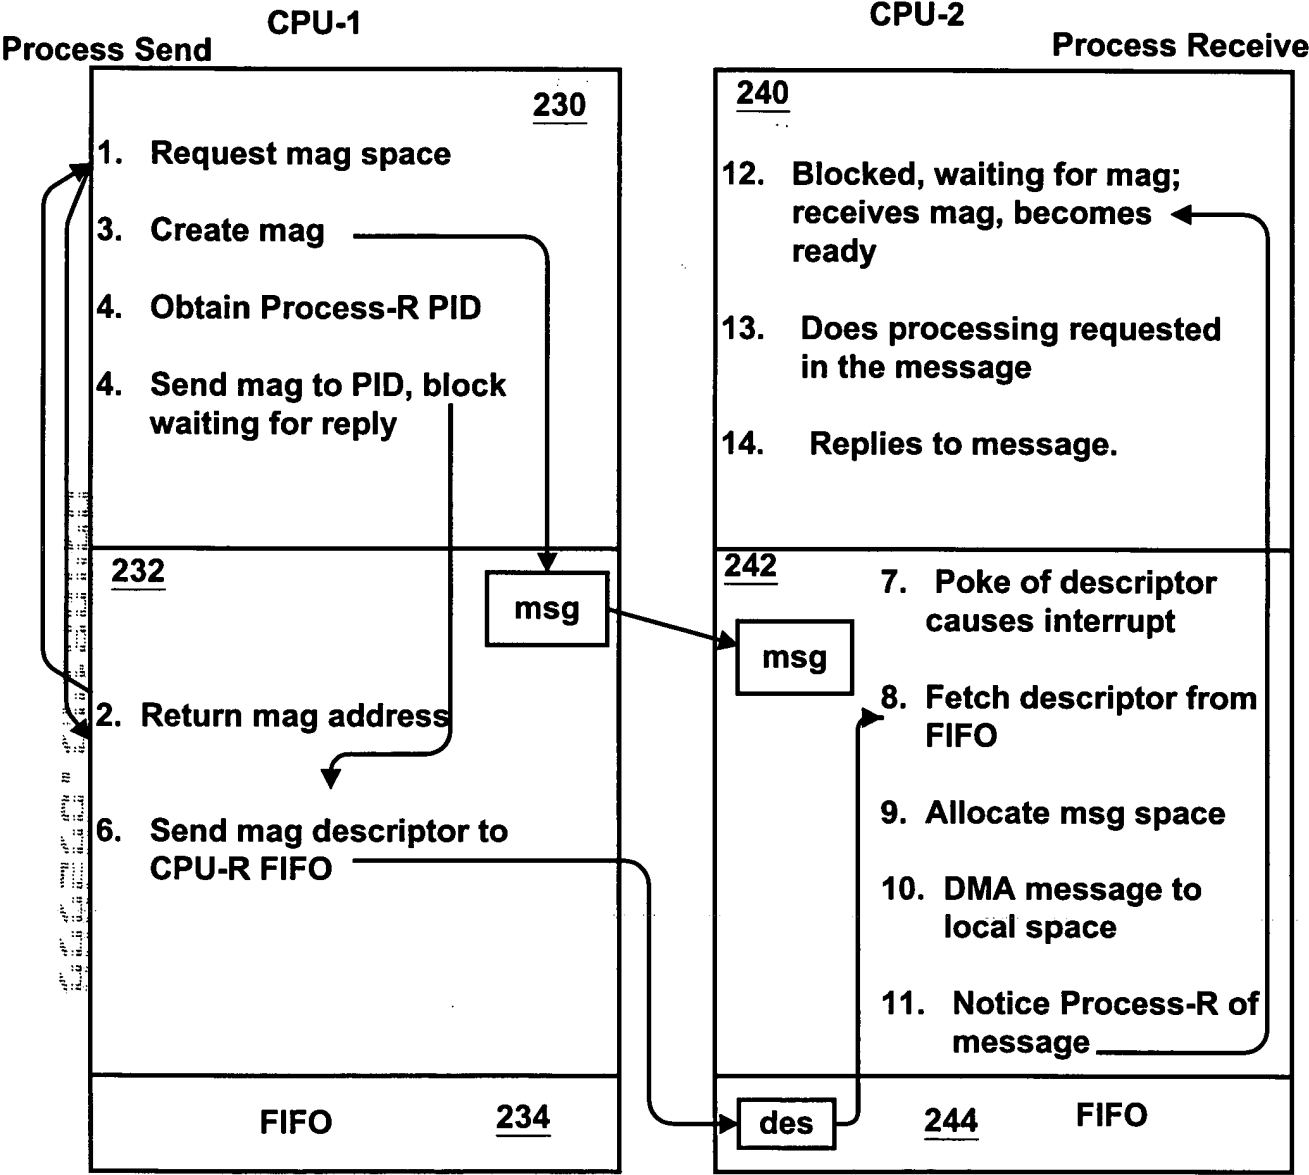 CPU-1
CPU-2
Process Send
Process Receive
230
1. Request mag space
3. Create mag
4. Obtain Process-R PID
4. Send mag to PID, block
waiting for reply
232
msg
2. Return mag address
6. Send mag descriptor to
CPU-R FIFO
FIFO
234
240
12. Blocked, waiting for mag;
receives mag, becomes
ready
13. Does processing requested
in the message
14. Replies to message.
242
msg
7. Poke of descriptor
causes interrupt
8. Fetch descriptor from
FIFO
9. Allocate msg space
10. DMA message to
local space
11. Notice Process-R of
message
des
244
FIFO